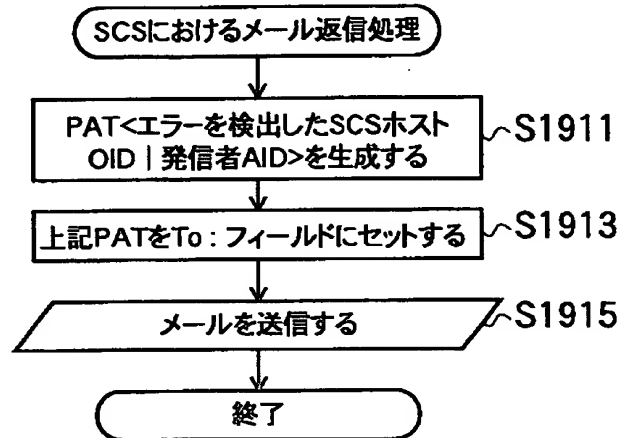 SCSにおけるメール返信処理
PAT<エラーを検出したSCSホスト
OID｜発信者AID>を生成する
S1911
上記PATをTo：フィールドにセットする
S1913
メールを送信する
S1915
終了